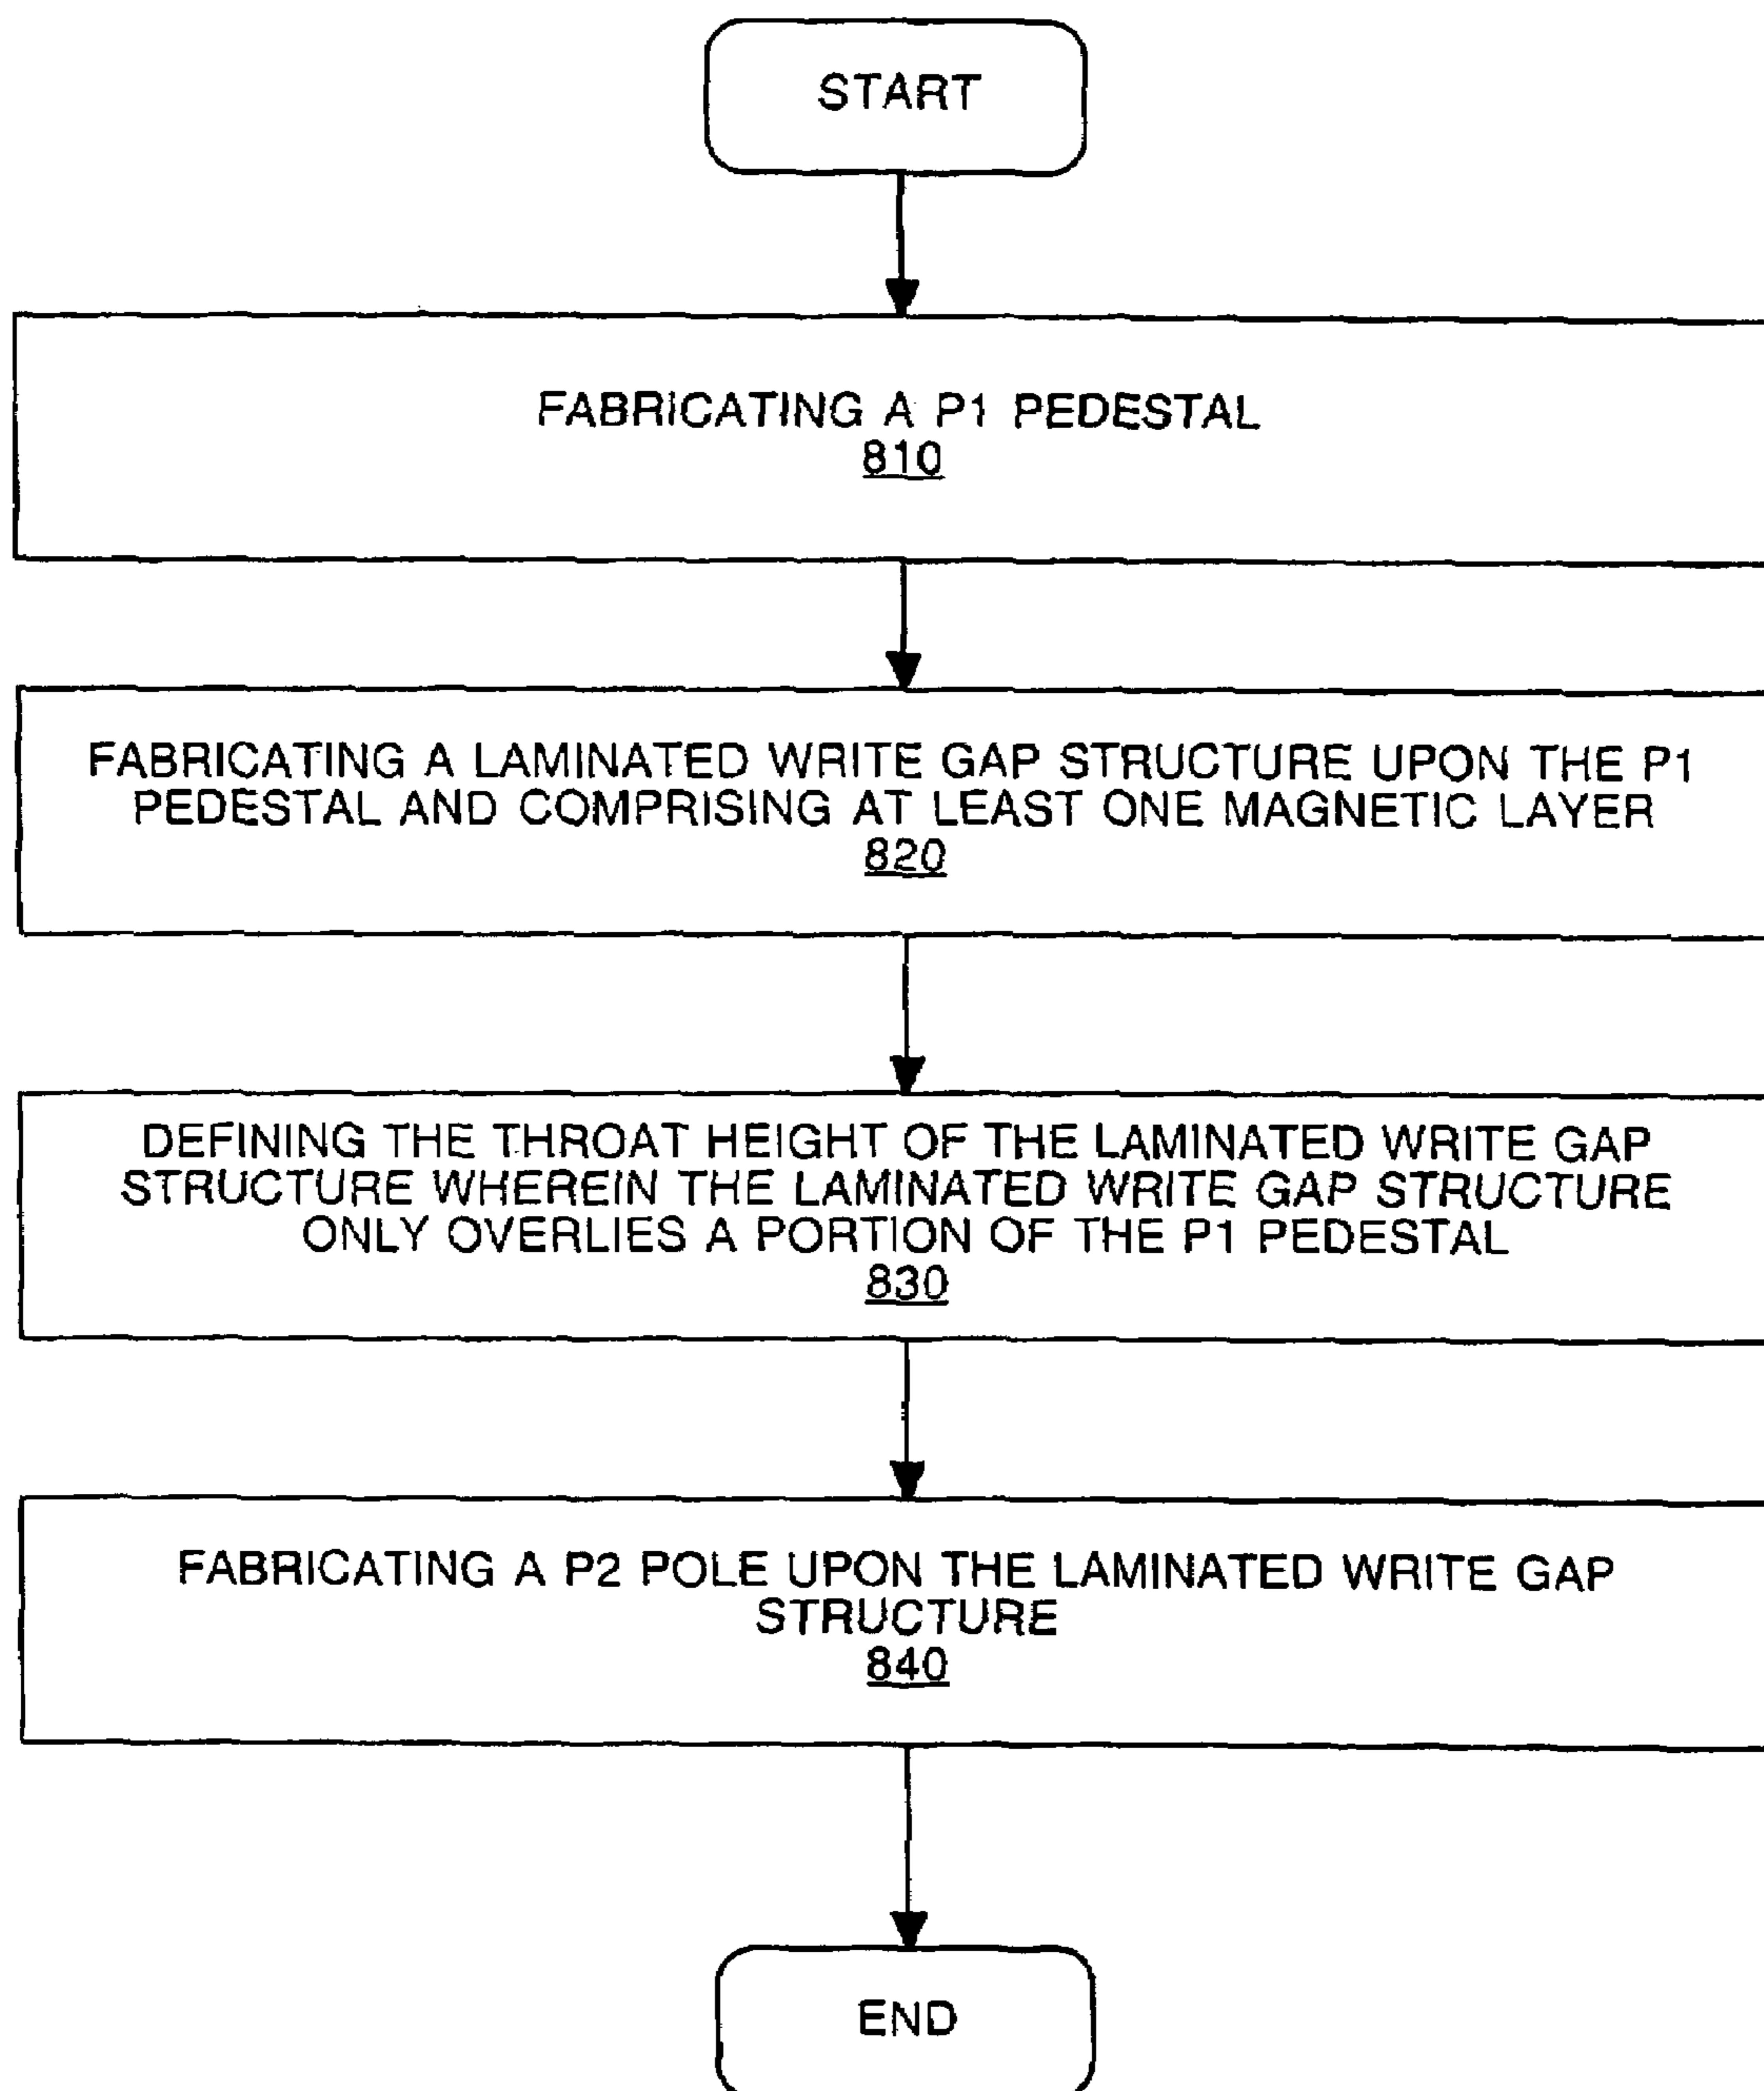 START
FABRICATING A P1 PEDESTAL
810
FABRICATING A LAMINATED WRITE GAP STRUCTURE UPON THE P1
PEDESTAL AND COMPRISING AT LEAST ONE MAGNETIC LAYER
820
DEFINING THE THROAT HEIGHT OF THE LAMINATED WRITE GAP
STRUCTURE WHEREIN THE LAMINATED WRITE GAP STRUCTURE
ONLY OVERLIES A PORTION OF THE P1 PEDESTAL
830
FABRICATING A P2 POLE UPON THE LAMINATED WRITE GAP
STRUCTURE
840
END